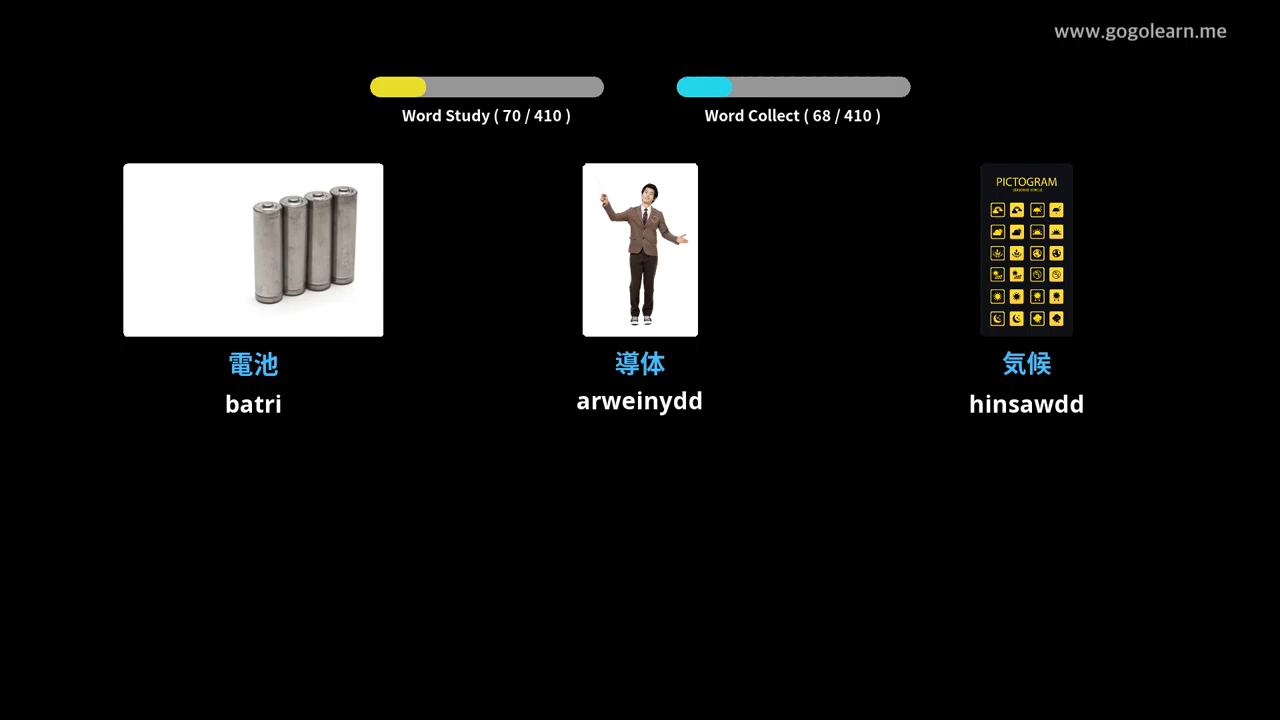 www.gogolearn.me
Word Study ( 70 / 410 )
Word Collect ( 68 / 410 )
PICTOGRAM
電池
導体
気候
batri
arweinydd
hinsawdd